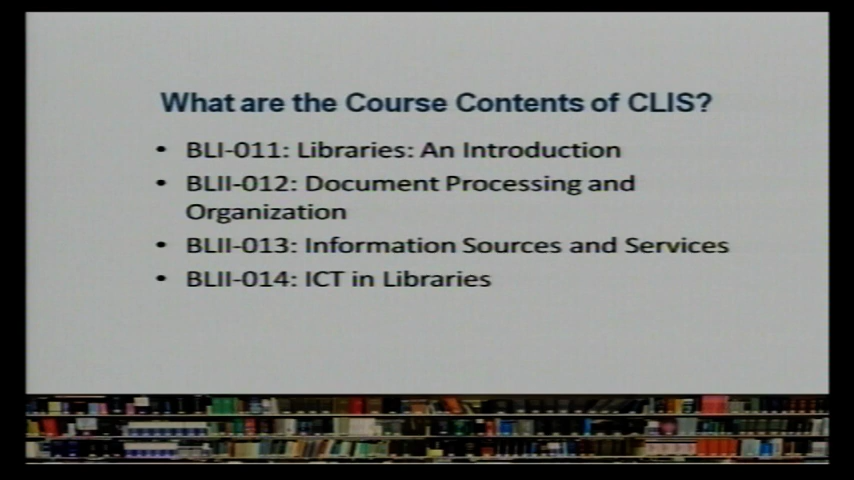 What are the Course Contents of CLIS?
• BLI-011: Libraries: An Introduction
• BLII-012: Document Processing and
Organization
• BLII-013: Information Sources and Services
• BLII-014: ICT in Libraries